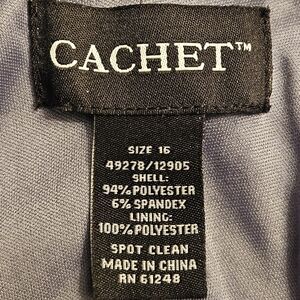 CACHET™
SIZE 16
49278/12905
SHELL:
94% POLYESTER
6% SPANDEX
LINING:
100% POLYESTER
SPOT CLEAN
MADE IN CHINA
RN 61248